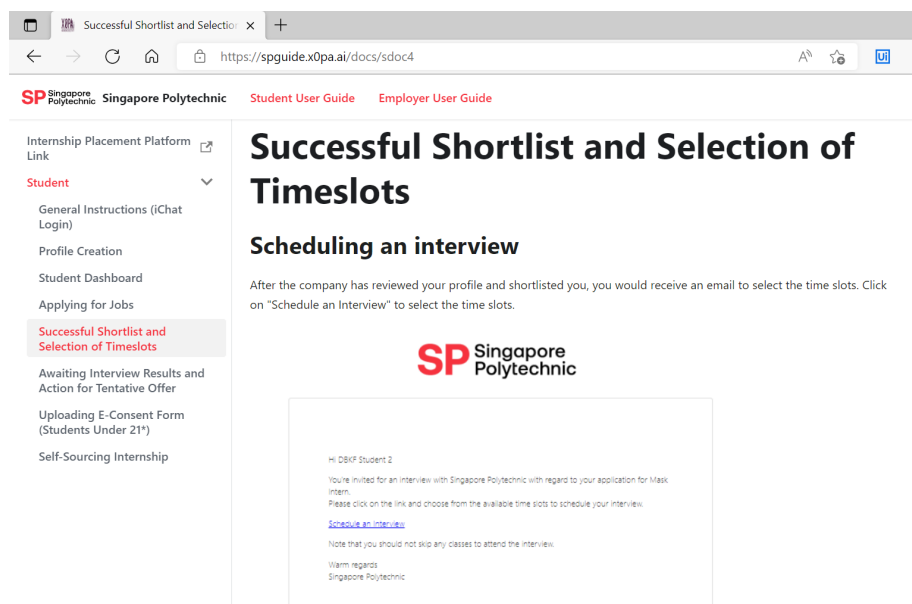 Successful Shortlist and Selectio
https://spguide.x0pa.ai/docs/sdoc4
SP Singapore Polytechnic Singapore Polytechnic Student User Guide Employer User Guide
Internship Placement Platform
Link
Student
General Instructions (iChat
Login)
Profile Creation
Student Dashboard
Applying for Jobs
Successful Shortlist and
Selection of Timeslots
Awaiting Interview Results and
Action for Tentative Offer
Uploading E-Consent Form
(Students Under 21*)
Self-Sourcing Internship
Successful Shortlist and Selection of
Timeslots
Scheduling an interview
After the company has reviewed your profile and shortlisted you, you would receive an email to select the time slots. Click
on "Schedule an Interview" to select the time slots.
SP Singapore
Polytechnic
Hi DBKF Student 2
You're invited for an interview with Singapore Polytechnic with regard to your application for Mask
Intern.
Please click on the link and choose from the available time slots to schedule your interview.
Schedule an Interview
Note that you should not skip any classes to attend the interview.
Warm regards
Singapore Polytechnic